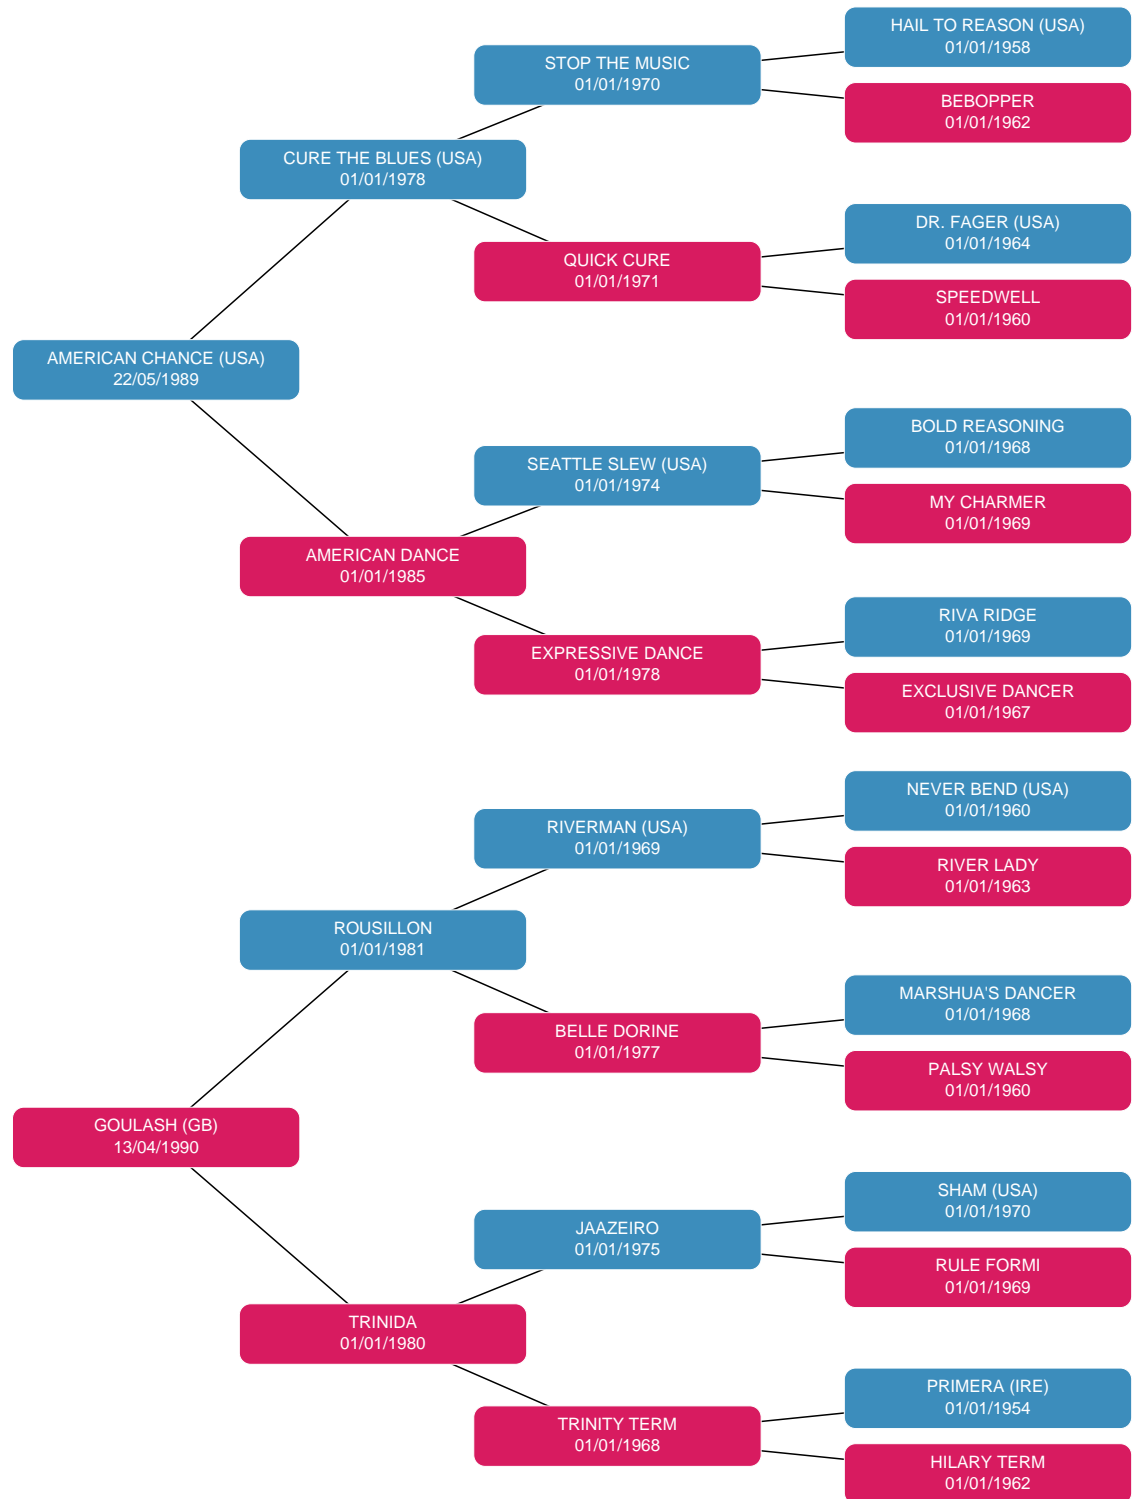 HAIL TO REASON (USA)
01/01/1958
STOP THE MUSIC
01/01/1970
BEBOPPER
01/01/1962
CURE THE BLUES (USA)
01/01/1978
DR. FAGER (USA)
01/01/1964
QUICK CURE
01/01/1971
SPEEDWELL
01/01/1960
AMERICAN CHANCE (USA)
22/05/1989
BOLD REASONING
01/01/1968
SEATTLE SLEW (USA)
01/01/1974
MY CHARMER
01/01/1969
AMERICAN DANCE
01/01/1985
RIVA RIDGE
01/01/1969
EXPRESSIVE DANCE
01/01/1978
EXCLUSIVE DANCER
01/01/1967
NEVER BEND (USA)
01/01/1960
RIVERMAN (USA)
01/01/1969
RIVER LADY
01/01/1963
ROUSILLON
01/01/1981
MARSHUA'S DANCER
01/01/1968
BELLE DORINE
01/01/1977
PALSY WALSY
01/01/1960
GOULASH (GB)
13/04/1990
SHAM (USA)
01/01/1970
JAAZEIRO
01/01/1975
RULE FORMI
01/01/1969
TRINIDA
01/01/1980
PRIMERA (IRE)
01/01/1954
TRINITY TERM
01/01/1968
HILARY TERM
01/01/1962